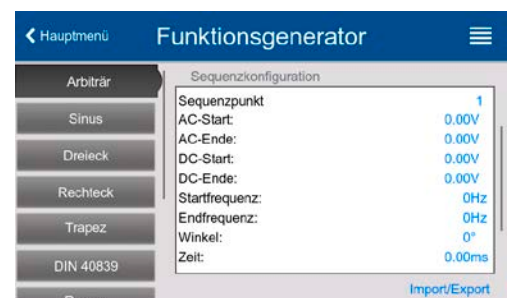 Hauptmenü
Funktionsgenerator
Arbiträr
Sinus
Dreieck
Rechteck
Trapez
DIN 40839
Sequenzkonfiguration
Sequenzpunkt 1
AC-Start: 0.00V
AC-Ende: 0.00V
DC-Start: 0.00V
DC-Ende: 0.00V
Startfrequenz: 0Hz
Endfrequenz: 0Hz
Winkel: 0°
Zeit: 0.00ms
Import/Export